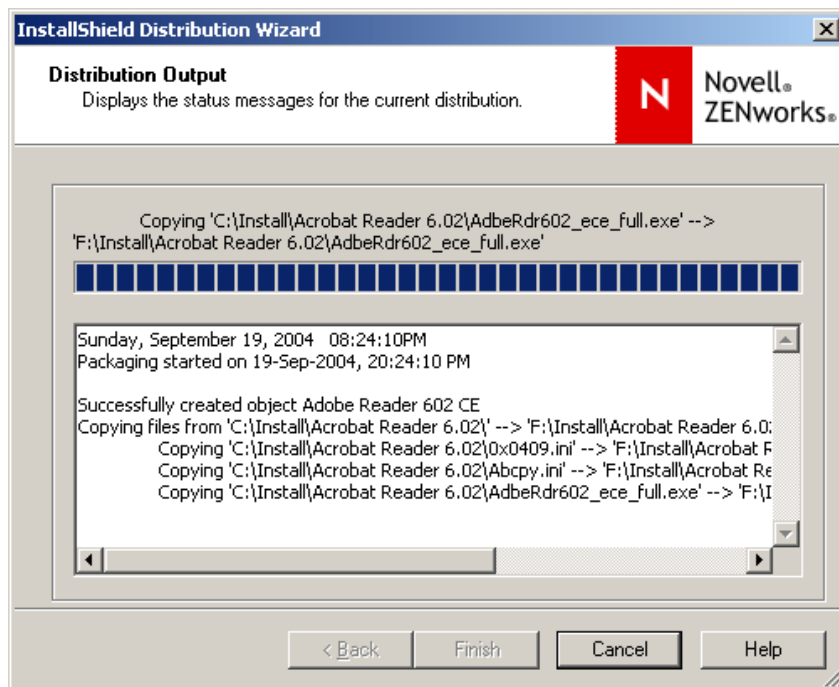 InstallShield Distribution Wizard
Distribution Output
Displays the status messages for the current distribution.
N
Novell®
ZENworks®
Copying 'C:\Install\Acrobat Reader 6.02\AdbeRdr602_ece_full.exe' -->
'F:\Install\Acrobat Reader 6.02\AdbeRdr602_ece_full.exe'
Sunday, September 19, 2004 08:24:10PM
Packaging started on 19-Sep-2004, 20:24:10 PM
Successfully created object Adobe Reader 602 CE
Copying files from 'C:\Install\Acrobat Reader 6.02\' --> 'F:\Install\Acrobat Reader 6.02
Copying 'C:\Install\Acrobat Reader 6.02\0x0409.ini' --> 'F:\Install\Acrobat R
Copying 'C:\Install\Acrobat Reader 6.02\Abcpy.ini' --> 'F:\Install\Acrobat Re
Copying 'C:\Install\Acrobat Reader 6.02\AdbeRdr602_ece_full.exe' --> 'F:\I
< Back
Finish
Cancel
Help